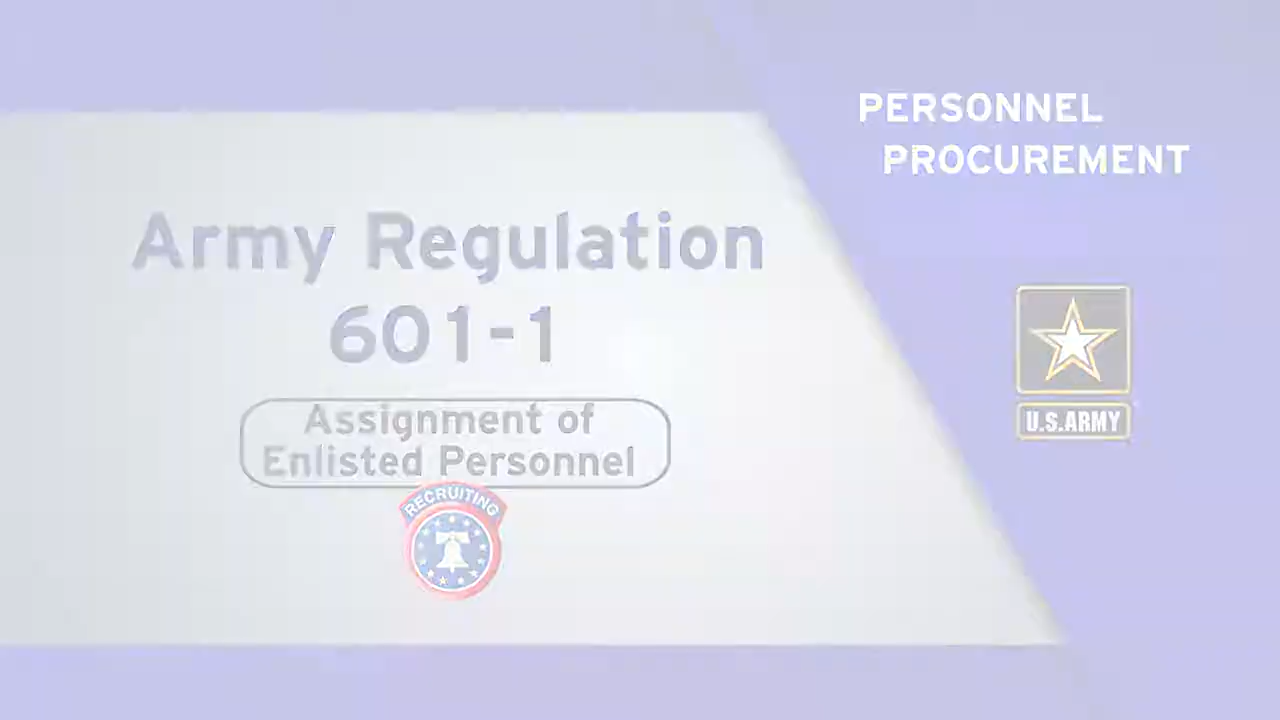 PERSONNEL
PROCUREMENT
Army Regulation
601-1
Assignment of
Enlisted Personnel
RECRUITING
U.S.ARMY